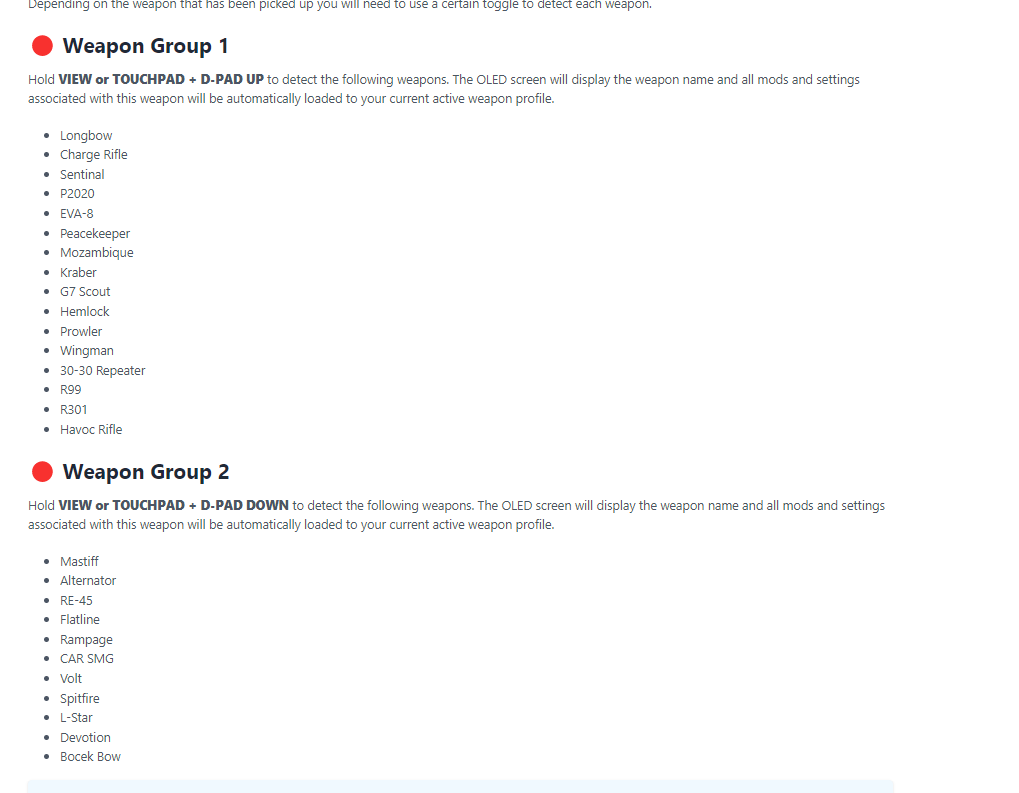 Depending on the weapon that has been picked up you will need to use a certain toggle to detect each weapon.
Weapon Group 1
Hold VIEW or TOUCHPAD + D-PAD UP to detect the following weapons. The OLED screen will display the weapon name and all mods and settings
associated with this weapon will be automatically loaded to your current active weapon profile.
Longbow
Charge Rifle
Sentinal
P2020
EVA-8
Peacekeeper
Mozambique
Kraber
G7 Scout
Hemlock
Prowler
Wingman
30-30 Repeater
R99
R301
Havoc Rifle
Weapon Group 2
Hold VIEW or TOUCHPAD + D-PAD DOWN to detect the following weapons. The OLED screen will display the weapon name and all mods and settings
associated with this weapon will be automatically loaded to your current active weapon profile.
Mastiff
Alternator
RE-45
Flatline
Rampage
CAR SMG
Volt
Spitfire
L-Star
Devotion
Bocek Bow